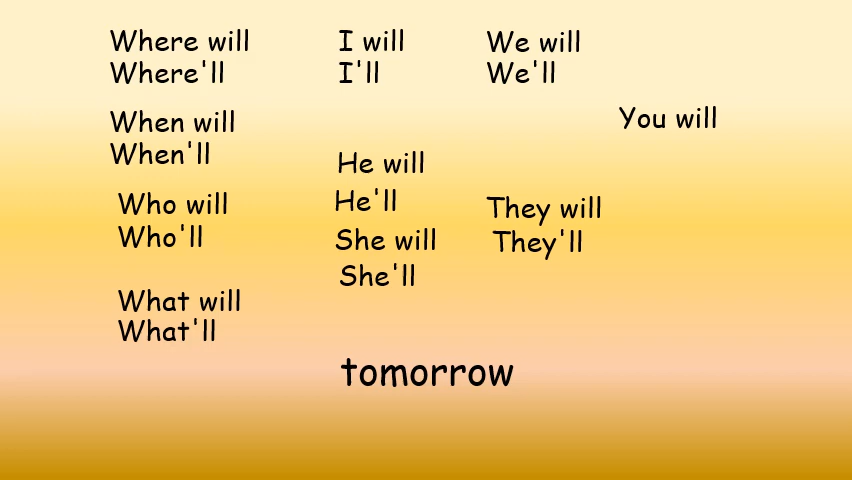 Where will
Where'll
When will
When'll
Who will
Who'll
What will
What'll
I will
I'll
He will
He'll
She will
She'll
We will
We'll
They will
They'll
You will
tomorrow